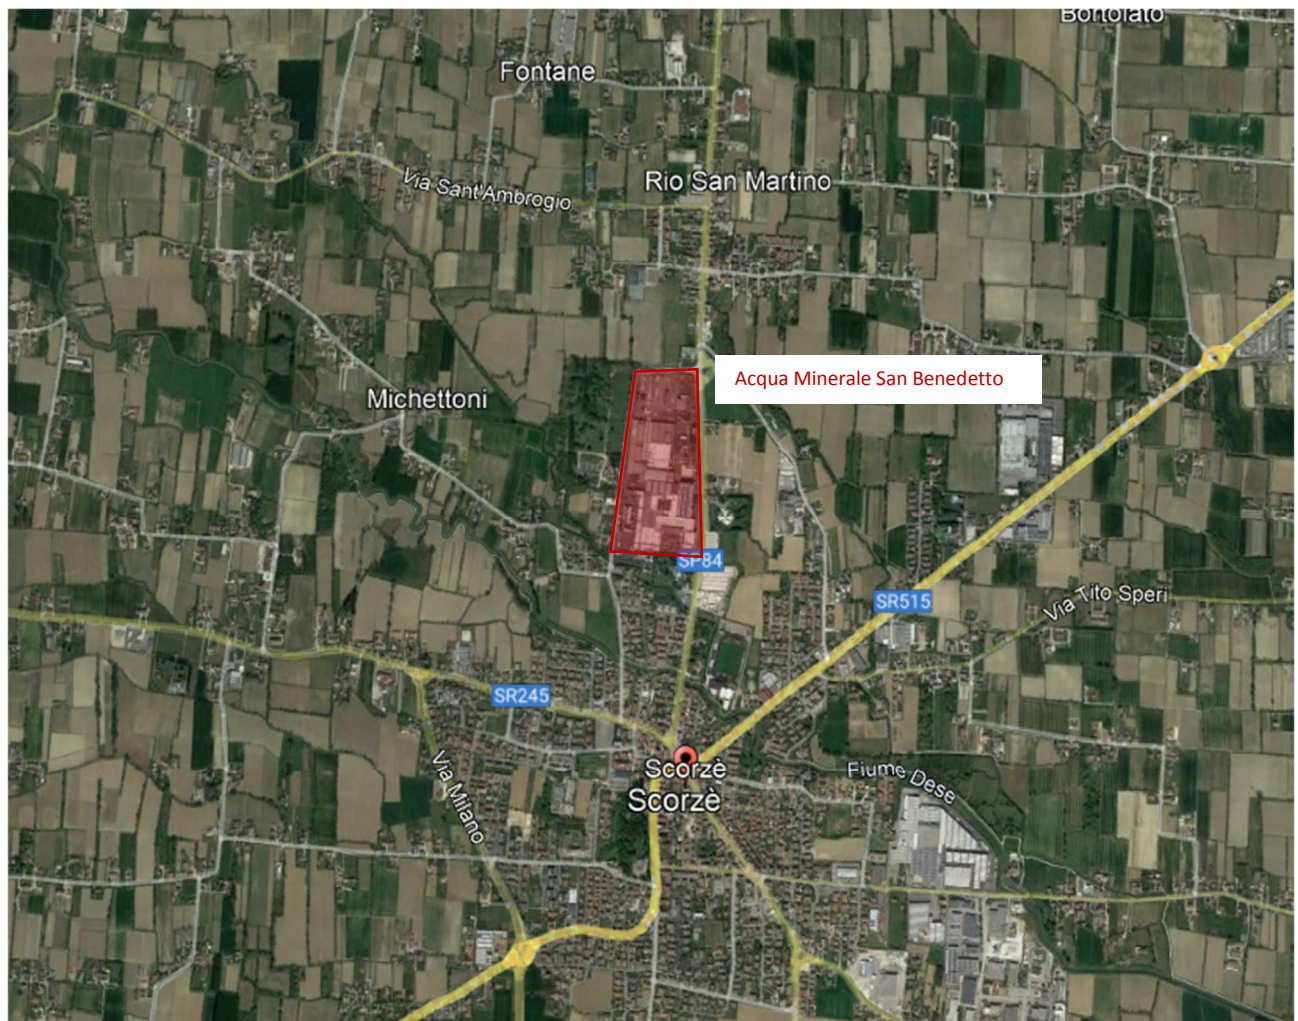 Bortolato
Fontane
Via Sant'Ambrogio
Rio San Martino
Acqua Minerale San Benedetto
Michettoni
SP84
SR515
Via Tito Speri
SR245
Via Milano
Scorzè
Scorzè
Fiume Dese